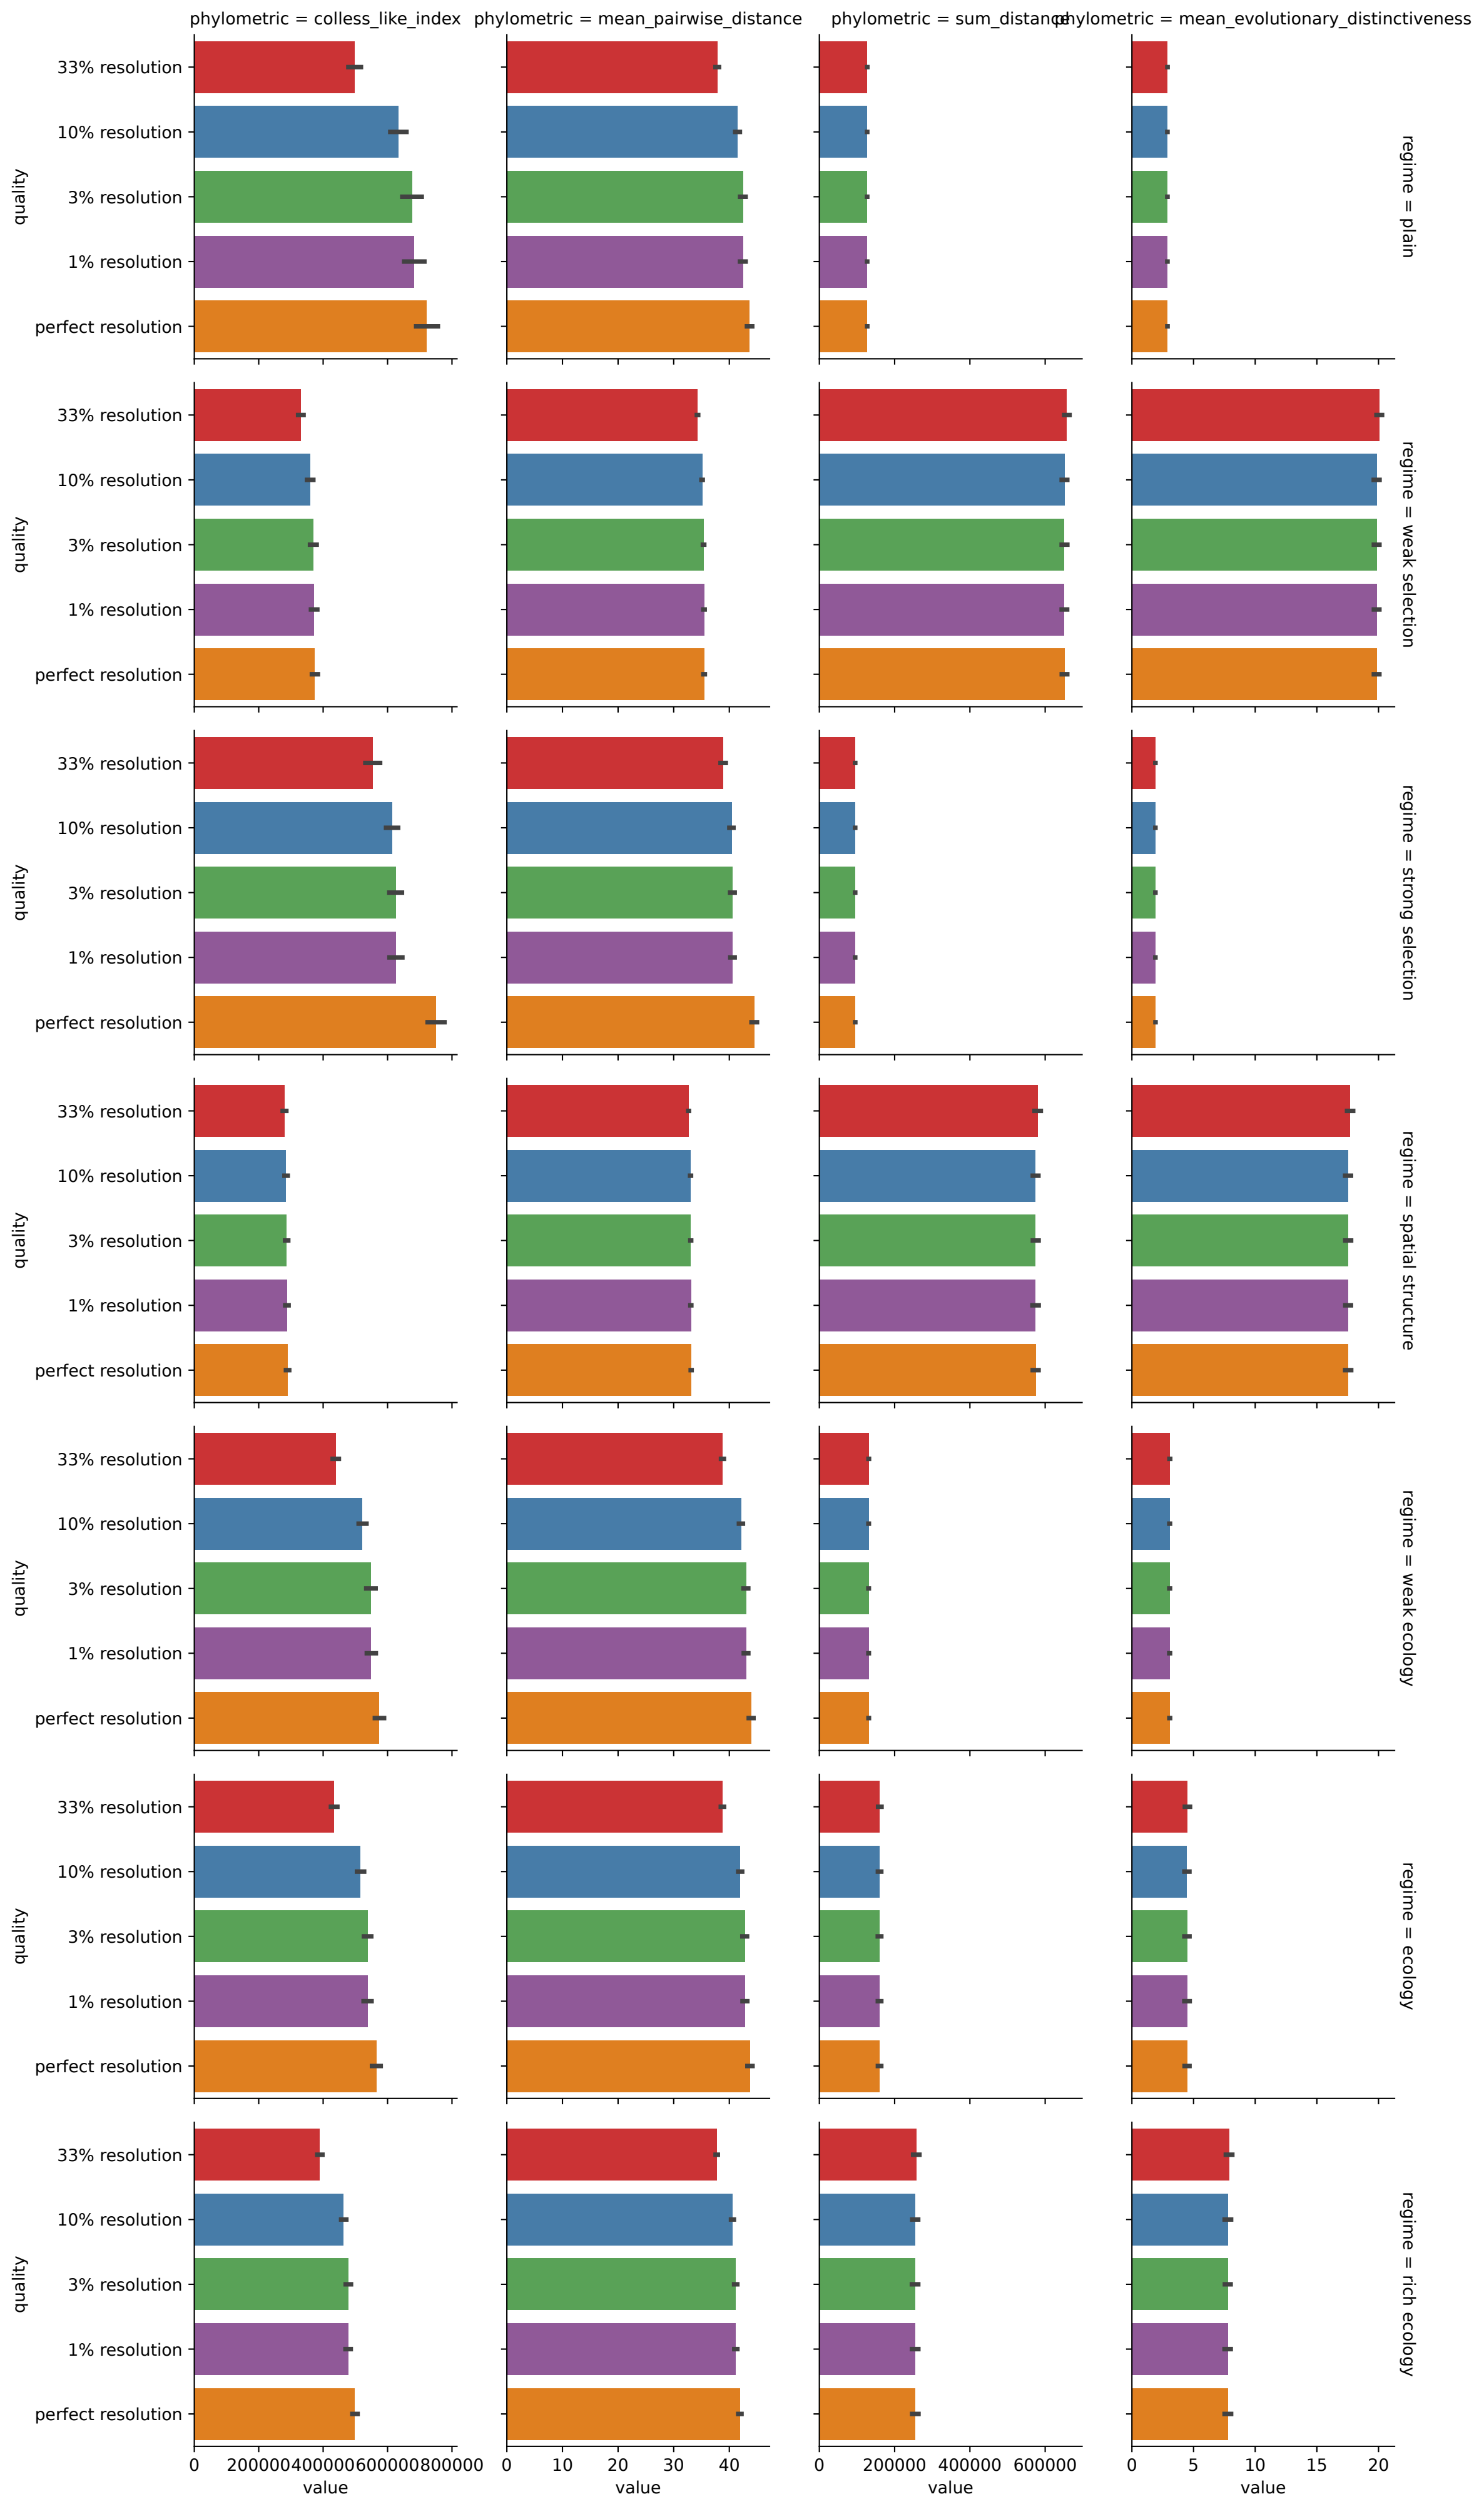 phylometric = colless_like_index
phylometric = mean_pairwise_distance
phylometric = sum_distance
phylometric = mean_evolutionary_distinctiveness
quality
33% resolution
10% resolution
3% resolution
1% resolution
perfect resolution
regime = plain
quality
33% resolution
10% resolution
3% resolution
1% resolution
perfect resolution
regime = weak selection
quality
33% resolution
10% resolution
3% resolution
1% resolution
perfect resolution
regime = strong selection
quality
33% resolution
10% resolution
3% resolution
1% resolution
perfect resolution
regime = spatial structure
quality
33% resolution
10% resolution
3% resolution
1% resolution
perfect resolution
regime = weak ecology
quality
33% resolution
10% resolution
3% resolution
1% resolution
perfect resolution
regime = ecology
quality
33% resolution
10% resolution
3% resolution
1% resolution
perfect resolution
regime = rich ecology
0 200000 400000 600000 800000
value
0 10 20 30 40
value
0 200000 400000 600000
value
0 5 10 15 20
value